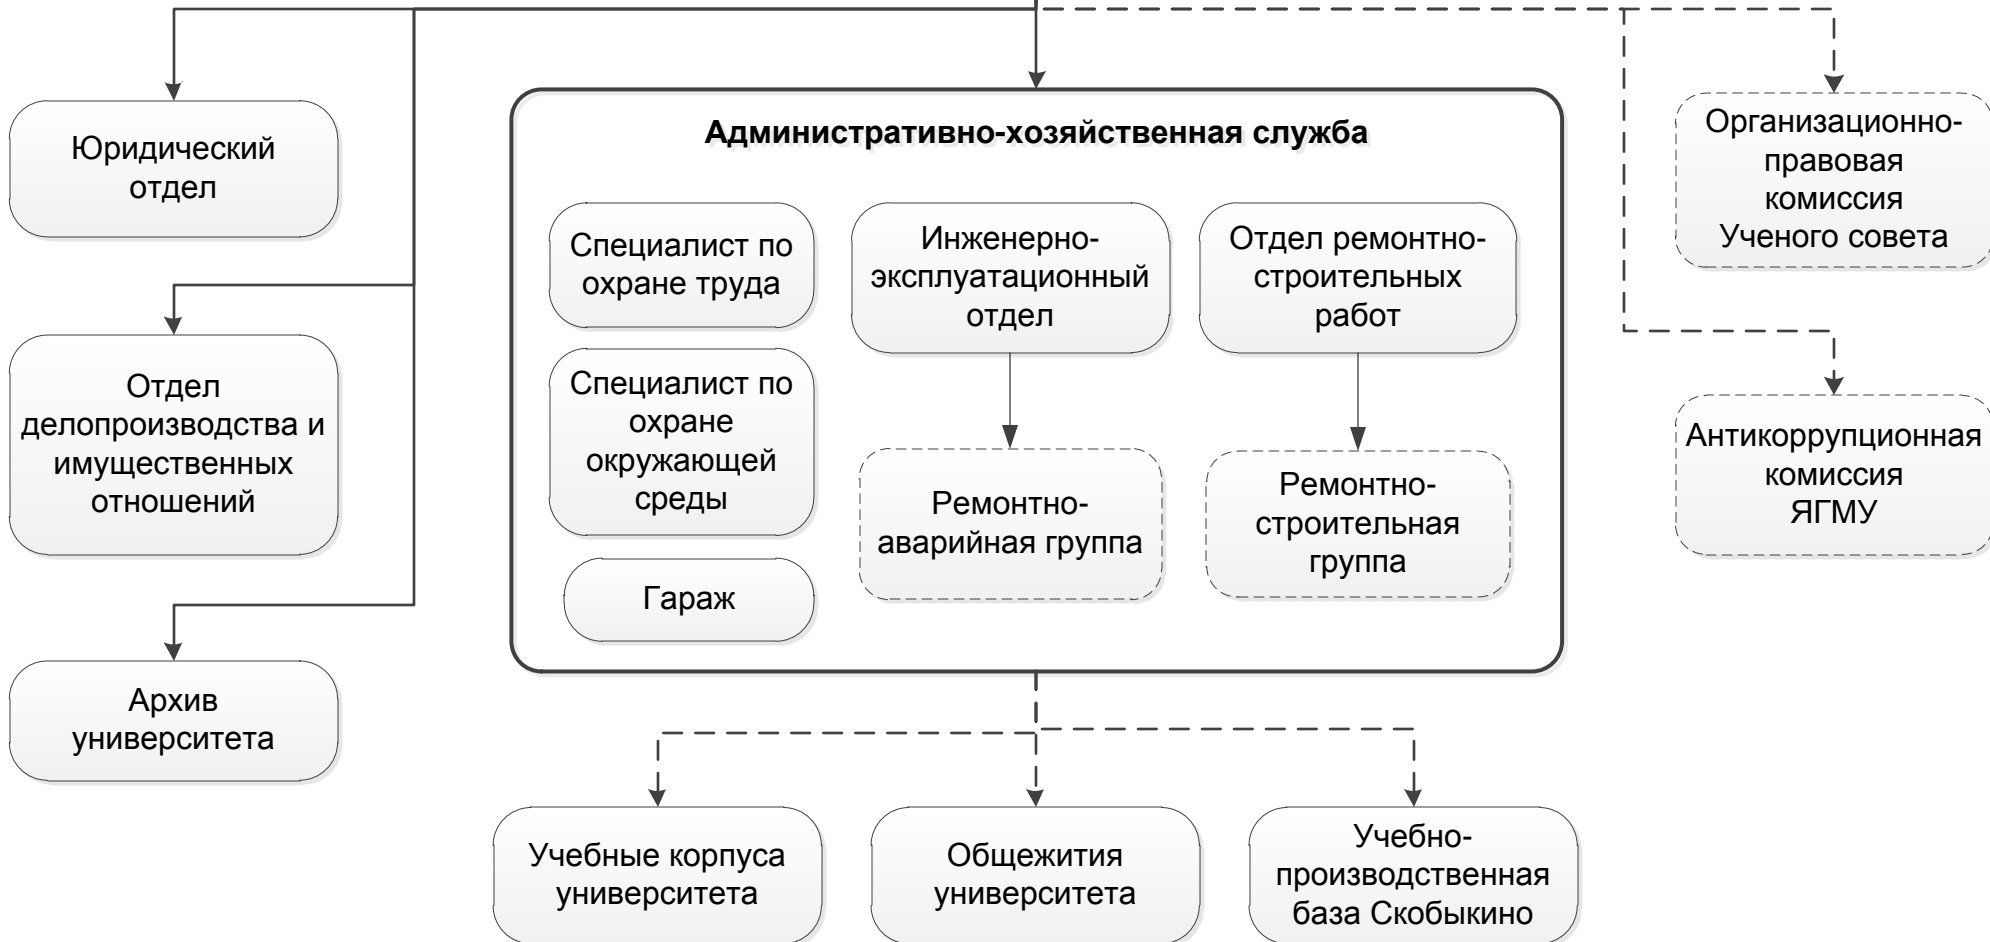 Юридический
отдел
Отдел
делопроизводства и
имущественных
отношений
Архив
университета
Административно-хозяйственная служба
Специалист по
охране труда
Специалист по
охране
окружающей
среды
Гараж
Инженерно-
эксплуатационный
отдел
Ремонтно-
аварийная группа
Отдел ремонтно-
строительных
работ
Ремонтно-
строительная
группа
Организационно-
правовая
комиссия
Ученого совета
Антикоррупционная
комиссия
ЯГМУ
Учебные корпуса
университета
Общежития
университета
Учебно-
производственная
база Скобыкино